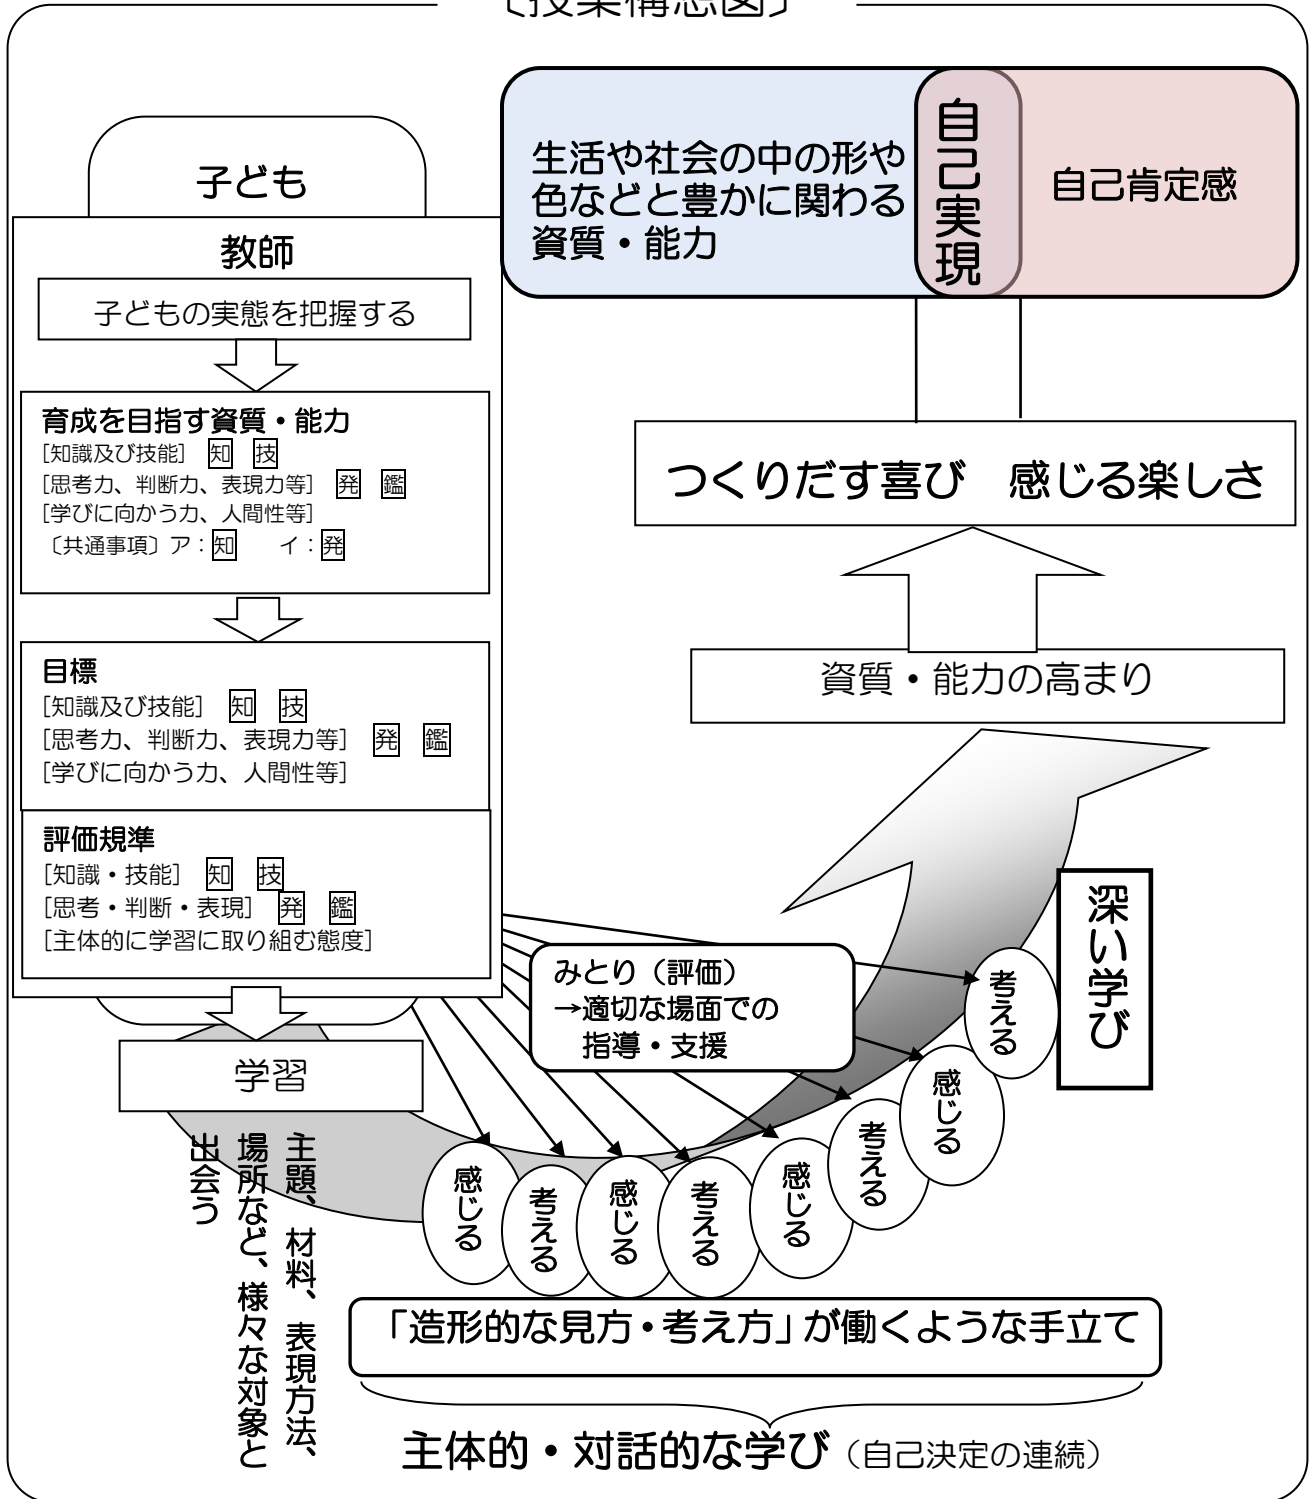 〔授業構想図〕
子ども
教師
子どもの実態を把握する
育成を目指す資質・能力
[知識及び技能] 知 技
[思考力、判断力、表現力等] 発 鑑
[学びに向かう力、人間性等]
〔共通事項〕ア：知 イ：発
目標
[知識及び技能] 知 技
[思考力、判断力、表現力等] 発 鑑
[学びに向かう力、人間性等]
評価規準
[知識・技能] 知 技
[思考・判断・表現] 発 鑑
[主体的に学習に取り組む態度]
学習
主題、材料、表現方法、
場所など、様々な対象と
出会う
生活や社会の中の形や
色などと豊かに関わる
資質・能力
自己実現
自己肯定感
つくりだす喜び 感じる楽しさ
資質・能力の高まり
深い学び
みとり（評価）
→適切な場面での
指導・支援
感じる
考える
感じる
考える
感じる
考える
感じる
考える
「造形的な見方・考え方」が働くような手立て
主体的・対話的な学び（自己決定の連続）